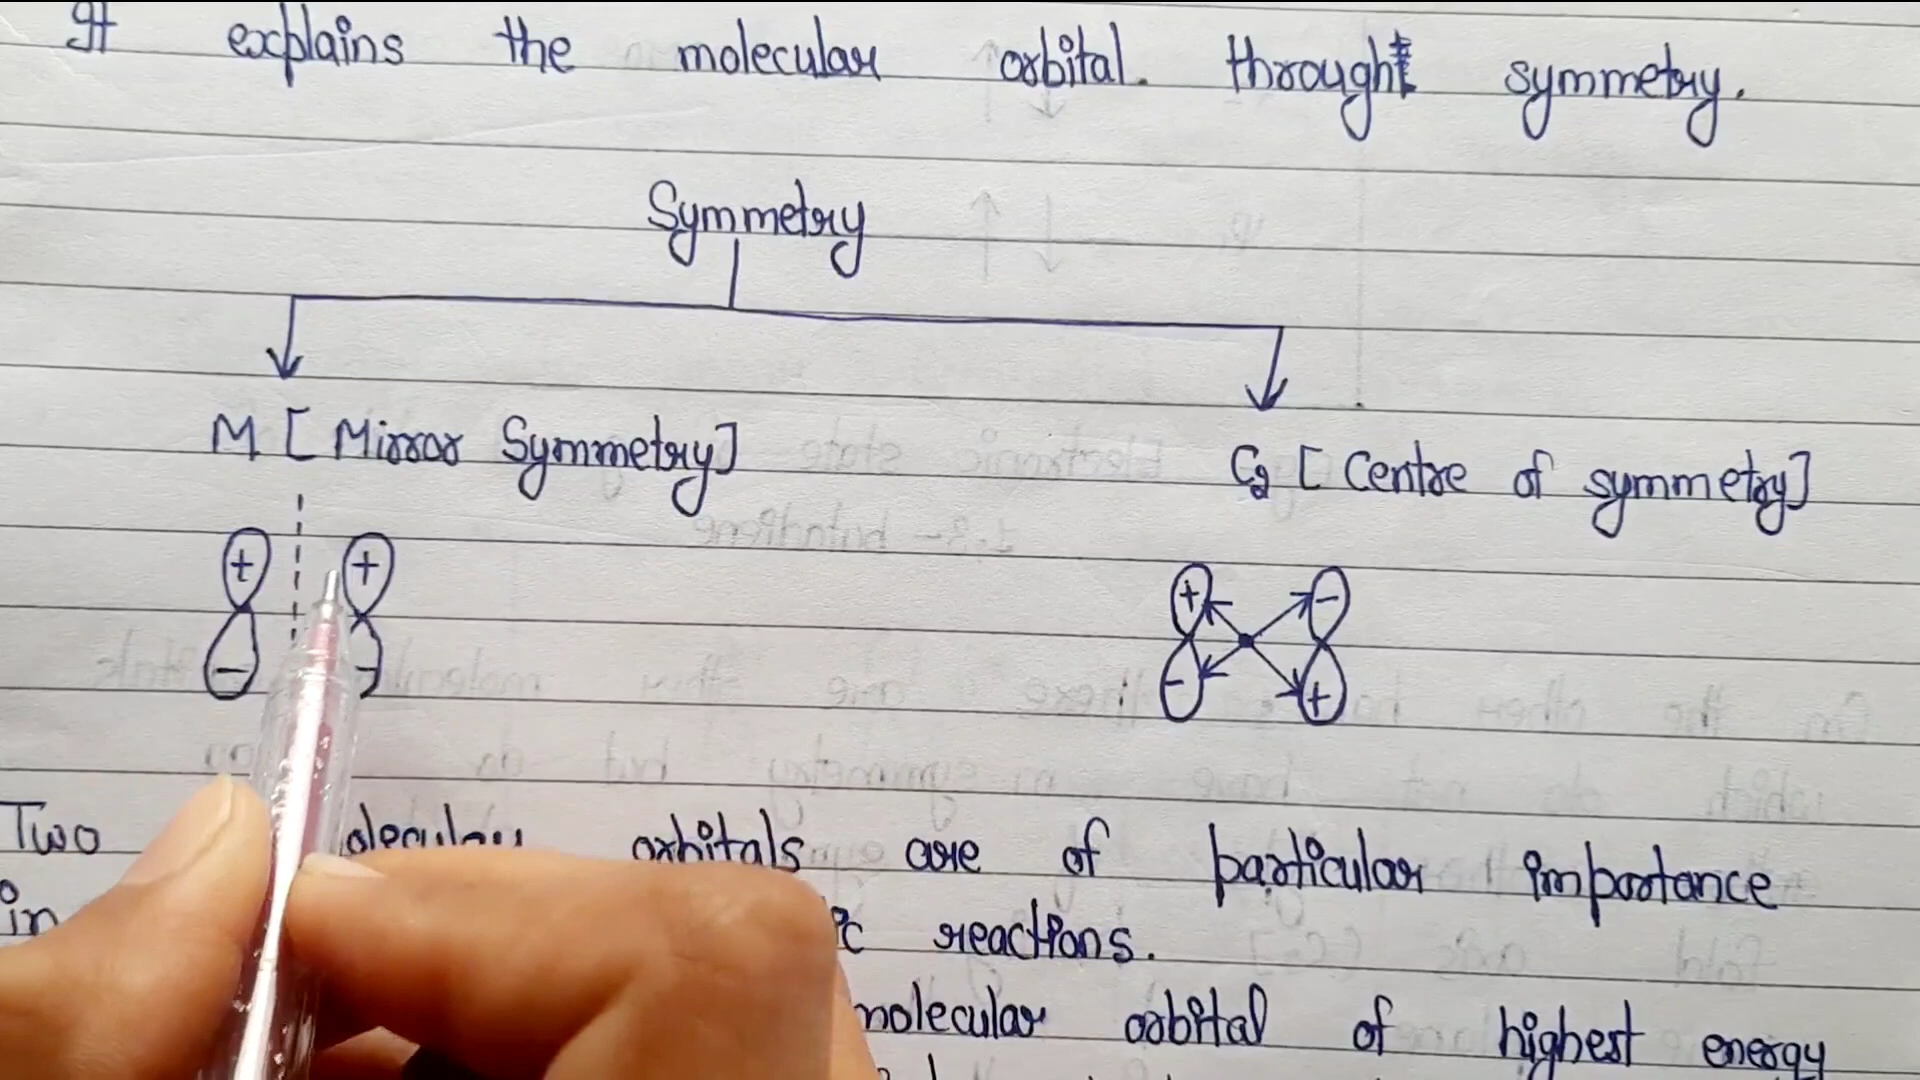 It explains the molecular orbital. throught symmetry.
Symmetry
M [ Mirror Symmetry]
C2 [ Centre of symmetry]
+ +
- -
+ -
- +
Two orbitals are of particular importance
in reactions.
molecular orbital of highest energy